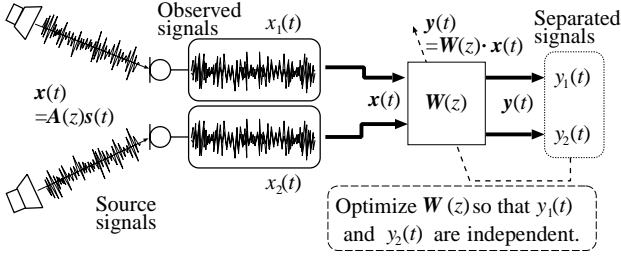 Observed
signals
x₁(t)
y(t)
=W(z)·x(t)
Separated
signals
x(t)
=A(z)s(t)
x(t)
W(z)
y(t)
y₁(t)
y₂(t)
Source
signals
x₂(t)
Optimize W(z) so that y₁(t)
and y₂(t) are independent.